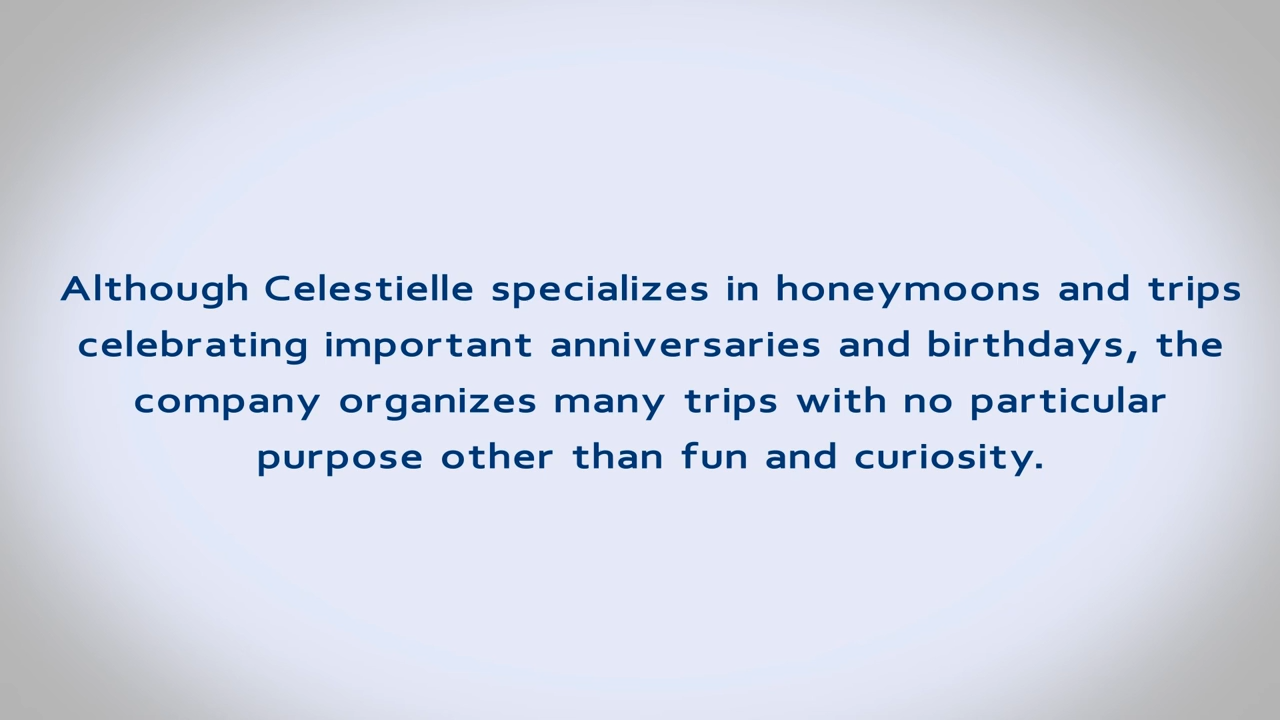 Although Celestielle specializes in honeymoons and trips
celebrating important anniversaries and birthdays, the
company organizes many trips with no particular
purpose other than fun and curiosity.